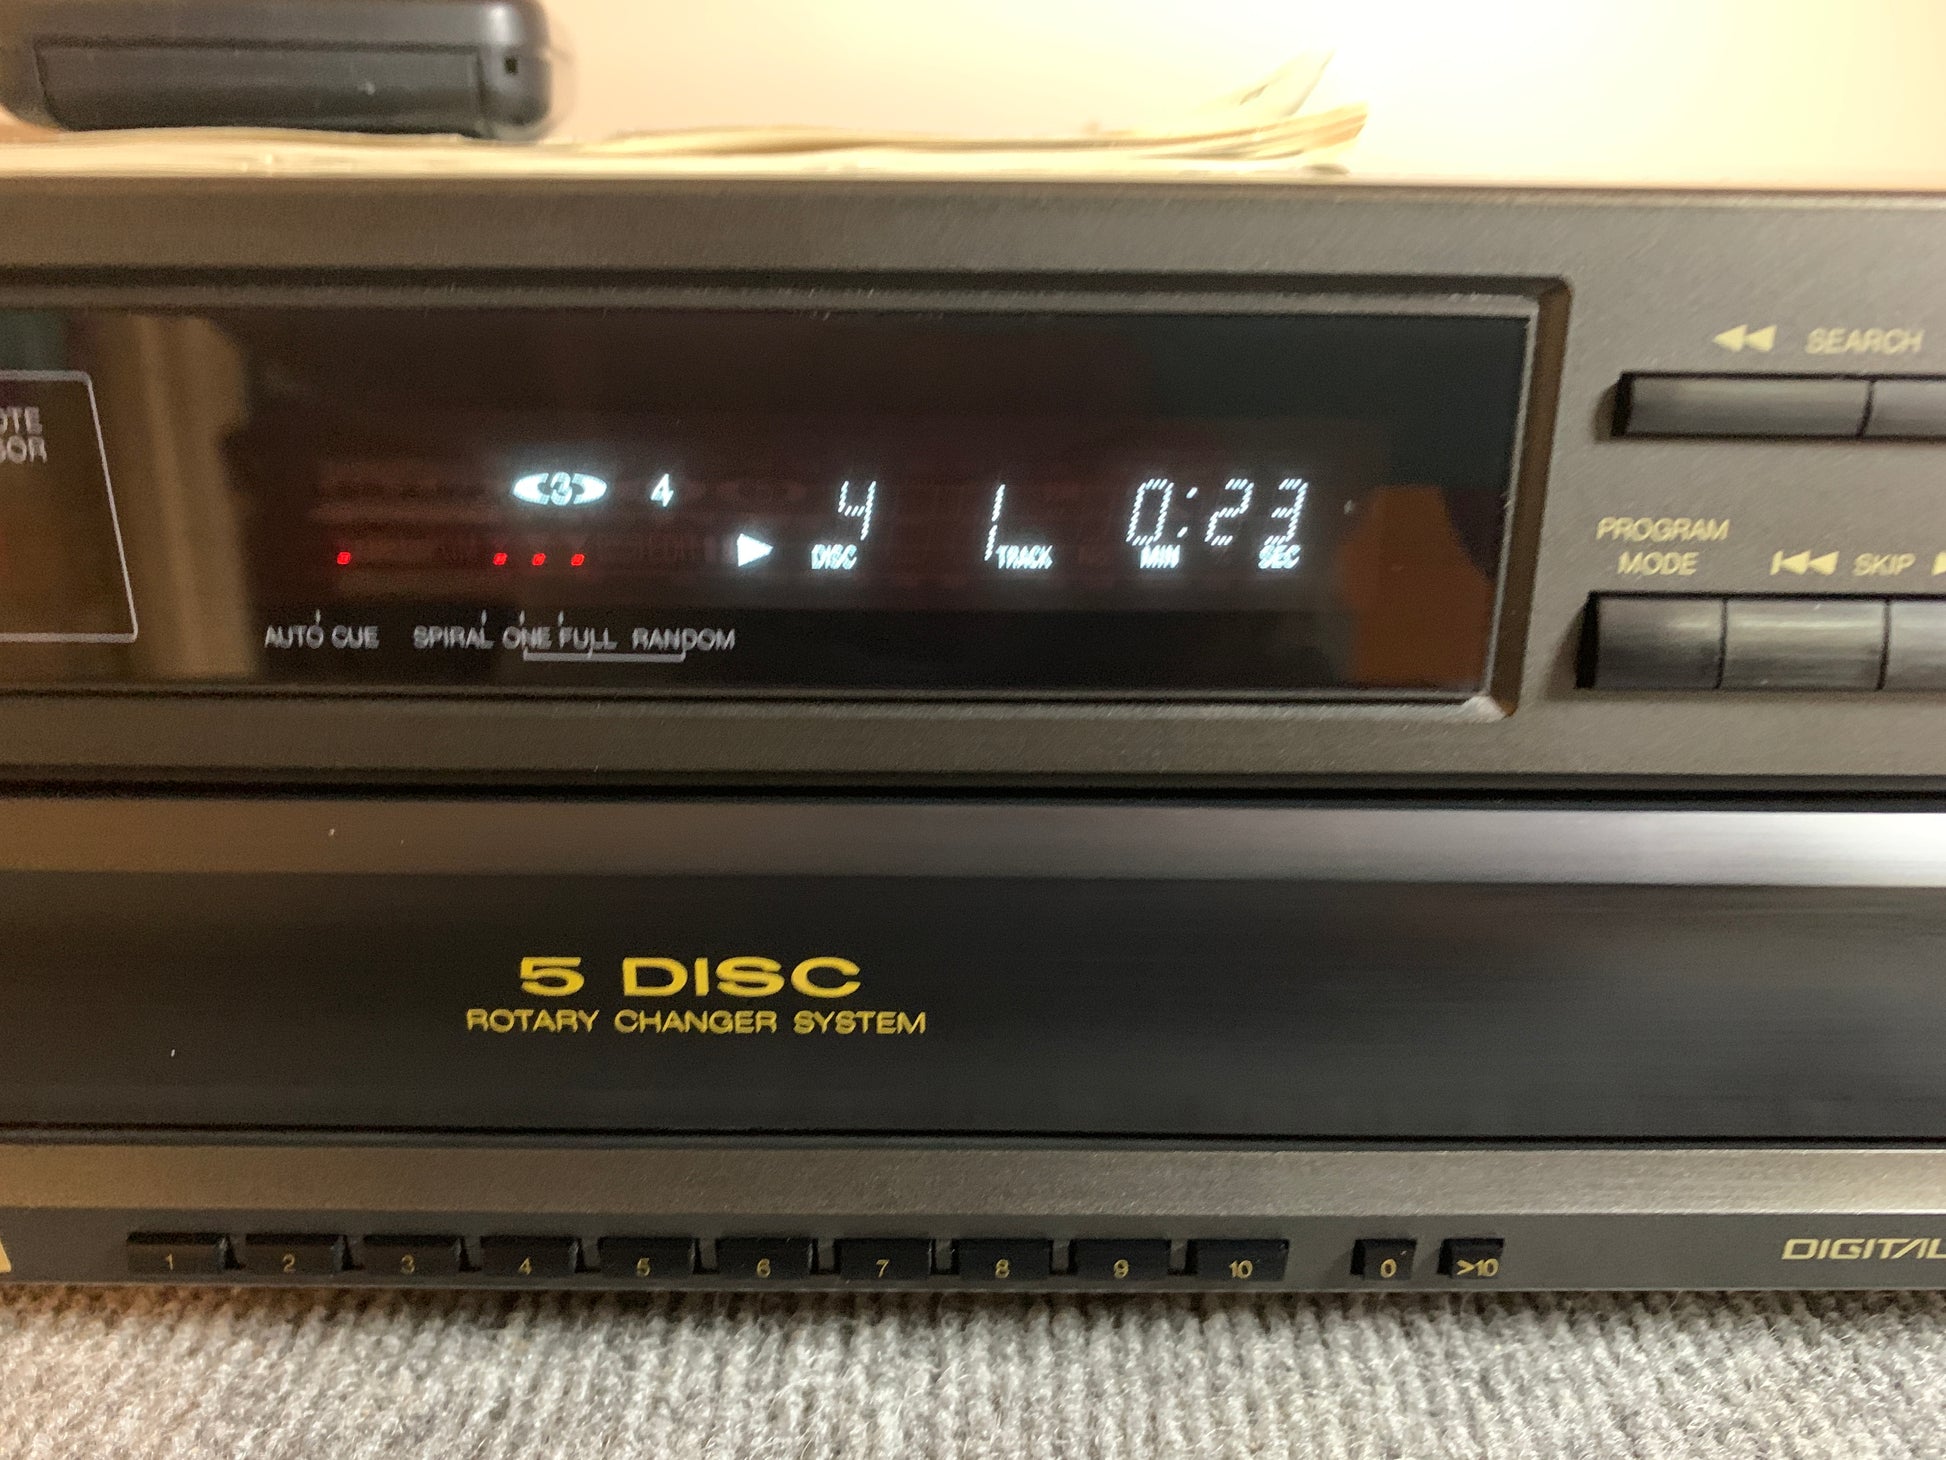 ◀◀ SEARCH
OTE
SOR
3 4
4 1 0:23
DISC TRACK MIN SEC
PROGRAM
MODE
SKIP
AUTO CUE SPIRAL ONE FULL RANDOM
5 DISC
ROTARY CHANGER SYSTEM
1 2 3 4 5 6 7 8 9 10 0 >10
DIGITAL